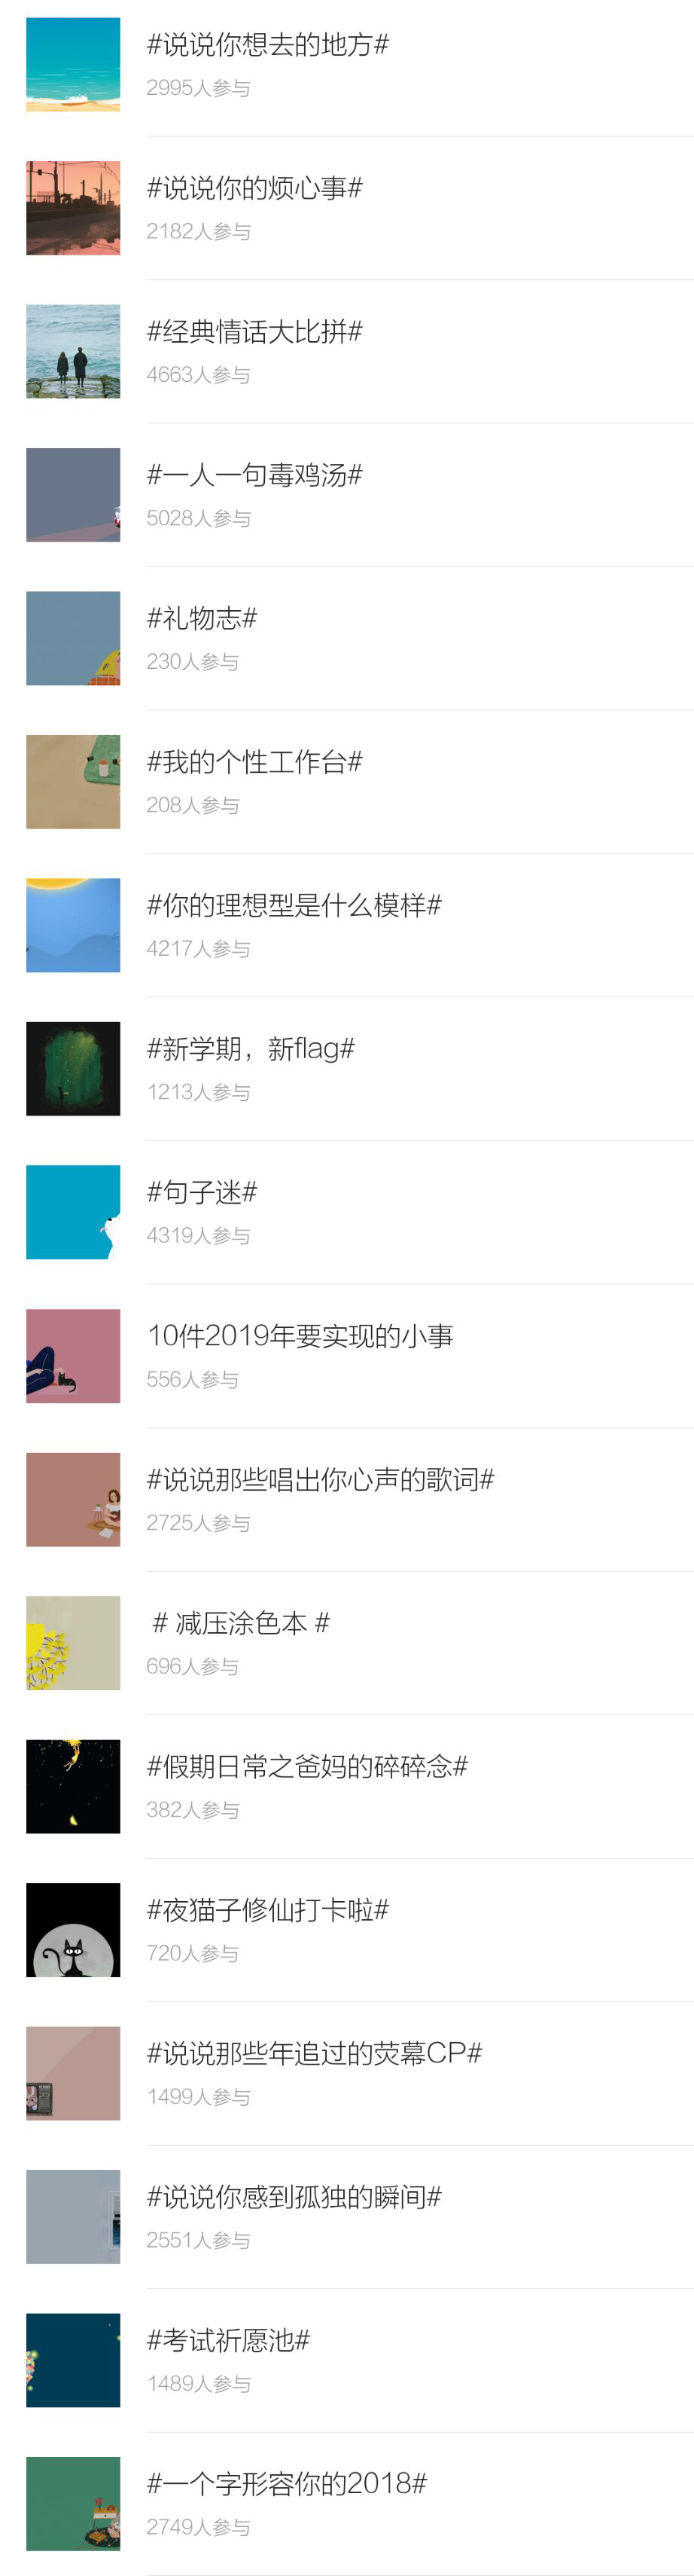 #说说你想去的地方#
2995人参与
#说说你的烦心事#
2182人参与
#经典情话大比拼#
4663人参与
#一人一句毒鸡汤#
5028人参与
#礼物志#
230人参与
#我的个性工作台#
208人参与
#你的理想型是什么模样#
4217人参与
#新学期，新flag#
1213人参与
#句子迷#
4319人参与
10件2019年要实现的小事
556人参与
#说说那些唱出你心声的歌词#
2725人参与
# 减压涂色本 #
696人参与
#假期日常之爸妈的碎碎念#
382人参与
#夜猫子修仙打卡啦#
720人参与
#说说那些年追过的荧幕CP#
1499人参与
#说说你感到孤独的瞬间#
2551人参与
#考试祈愿池#
1489人参与
#一个字形容你的2018#
2749人参与